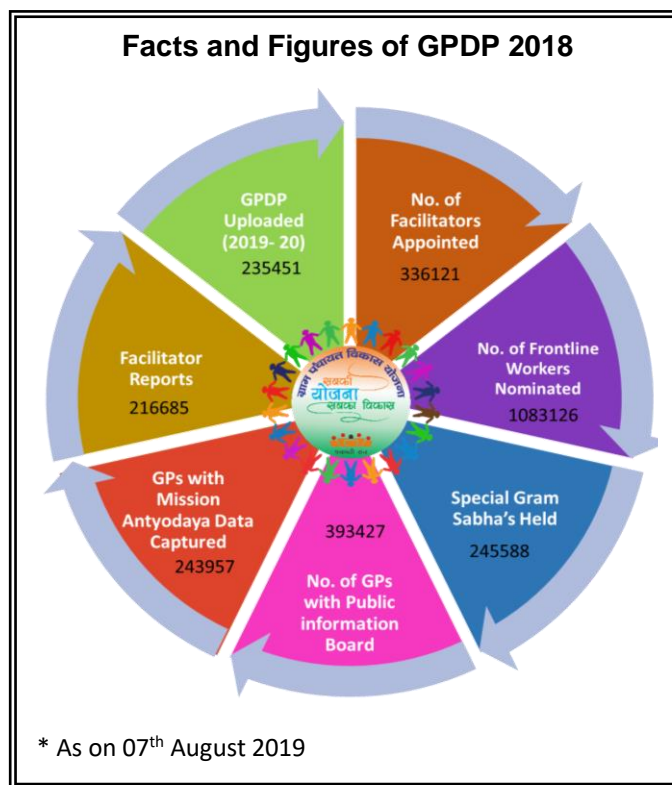 Facts and Figures of GPDP 2018
No. of
Facilitators
Appointed
336121
No. of Frontline
Workers
Nominated
1083126
Special Gram
Sabha's Held
245588
393427
No. of GPs
with Public
information
Board
GPs with
Mission
Antyodaya Data
Captured
243957
Facilitator
Reports
216685
GPDP
Uploaded
(2019- 20)
235451
ग्राम पंचायत विकास योजना
सबकी
योजना
सबका विकास
* As on 07th August 2019